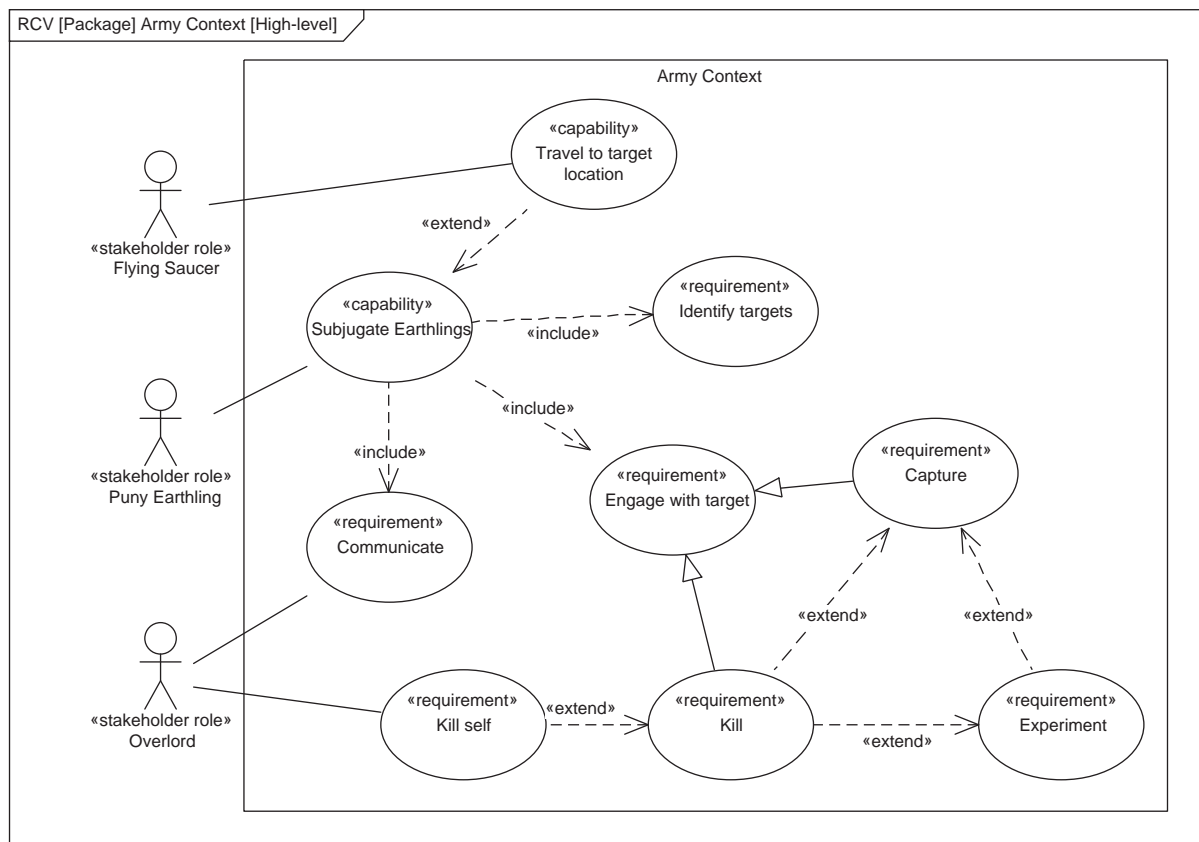 RCV [Package] Army Context [High-level]
Army Context
«capability»
Travel to target
location
«stakeholder role»
Flying Saucer
«extend»
«capability»
Subjugate Earthlings
«requirement»
Identify targets
«include»
«include»
«include»
«stakeholder role»
Puny Earthling
«requirement»
Engage with target
«requirement»
Capture
«requirement»
Communicate
«extend»
«extend»
«stakeholder role»
Overlord
«requirement»
Kill self
«extend»
«requirement»
Kill
«extend»
«requirement»
Experiment